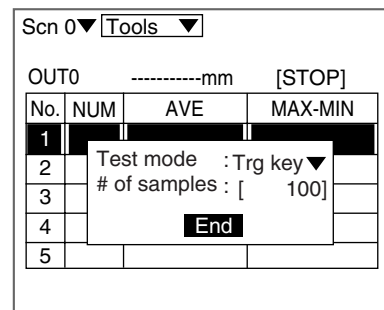 Scn 0▼ Tools ▼
OUT0 -----------mm [STOP]
No. NUM AVE MAX-MIN
1
2
3
4
5
Test mode :Trg key▼
# of samples : [ 100]
End